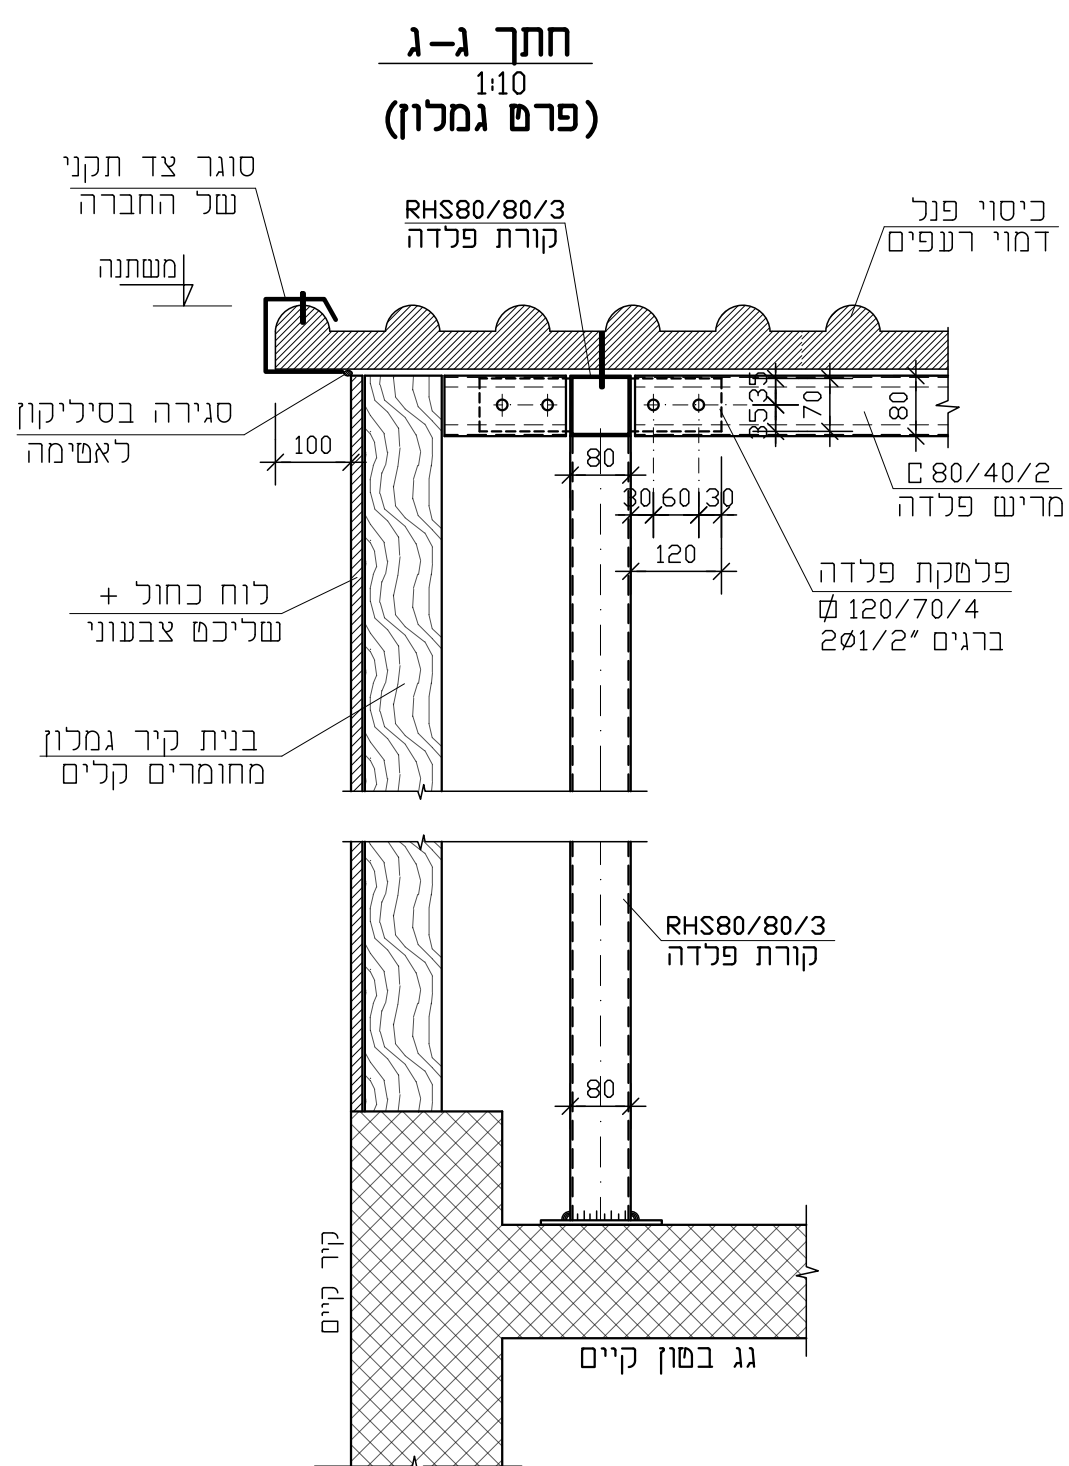 חתך ג-ג
1:10
(פרט גמלון)
סוגר צד תקני
של החברה
RHS80/80/3
קורת פלדה
כיסוי פנל
דמוי רעפים
משתנה
סגירה בסיליקון
לאטימה
100
80
35
35
70
80
30
60
30
120
⊏ 80/40/2
מריש פלדה
פלטקת פלדה
120/70/4
ברגים 2ø1/2"
לוח כחול +
שליכט צבעוני
בנית קיר גמלון
מחומרים קלים
RHS80/80/3
קורת פלדה
80
קיר קיים
גג בטון קיים